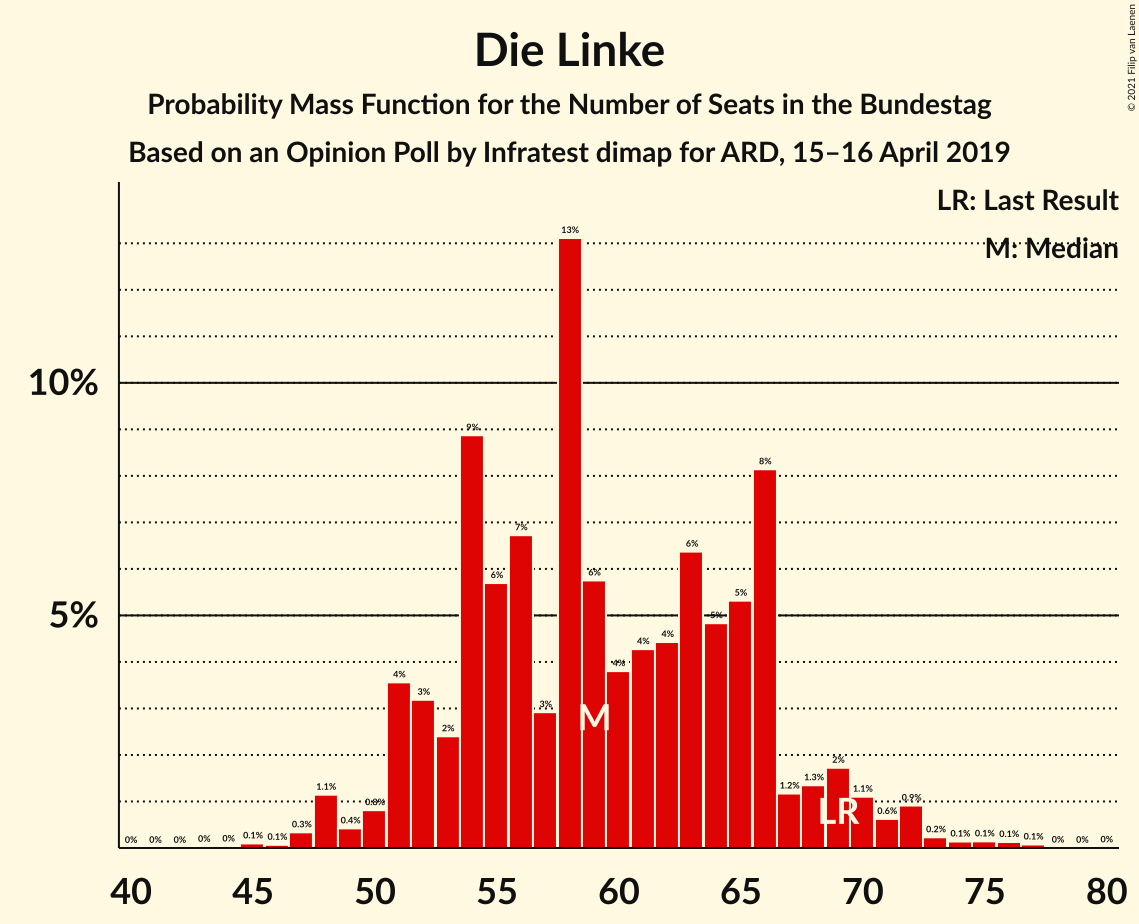 Die Linke
Probability Mass Function for the Number of Seats in the Bundestag
Based on an Opinion Poll by Infratest dimap for ARD, 15–16 April 2019
© 2021 Filip van Laenen
LR: Last Result
M: Median
10%
5%
0% 0% 0% 0% 0% 0.1% 0.1% 0.3% 1.1% 0.4% 0.8% 4% 3% 2% 9% 6% 7% 3% 13% 6% 4% 4% 4% 6% 5% 5% 8% 1.2% 1.3% 2% 1.1% 0.6% 0.9% 0.2% 0.1% 0.1% 0.1% 0.1% 0% 0% 0%
M
LR
40 45 50 55 60 65 70 75 80